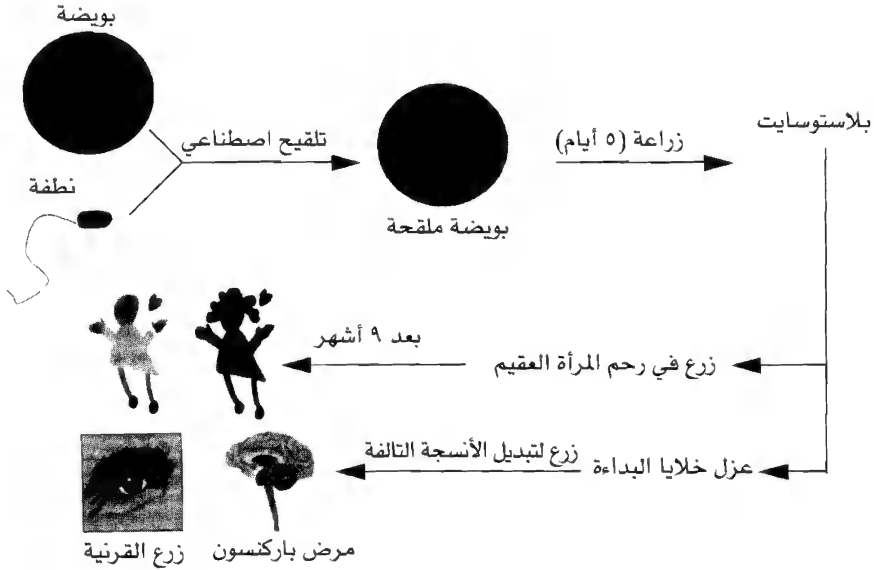 بويضة
تلقيح اصطناعي
زراعة (٥ أيام)
بلاستوسايت
نطفة
بويضة ملقحة
زرع في رحم المرأة العقيم
بعد ٩ أشهر
عزل خلايا البداءة
زرع لتبديل الأنسجة التالفة
مرض باركنسون
زرع القرنية